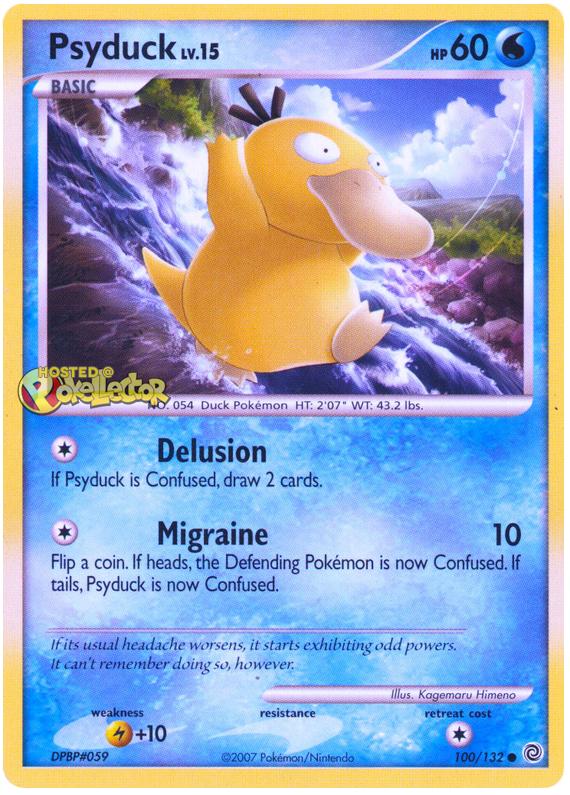 Psyduck LV.15
HP 60
BASIC
HOSTED @
Pokellector
NO. 054 Duck Pokémon HT: 2'07" WT: 43.2 lbs.
Delusion
If Psyduck is Confused, draw 2 cards.
Migraine 10
Flip a coin. If heads, the Defending Pokémon is now Confused. If
tails, Psyduck is now Confused.
If its usual headache worsens, it starts exhibiting odd powers.
It can't remember doing so, however.
Illus. Kagemaru Himeno
weakness resistance retreat cost
+10
DPBP#059 ©2007 Pokémon/Nintendo 100/132